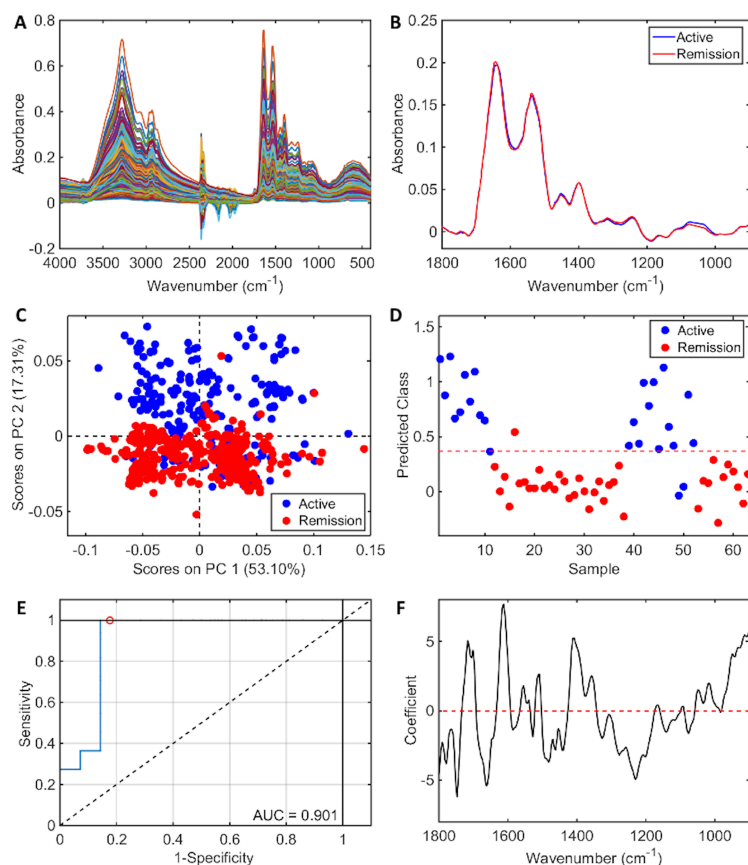 A
Absorbance
0.8
0.6
0.4
0.2
0
-0.2
4000 3500 3000 2500 2000 1500 1000 500
Wavenumber (cm-1)
B
Absorbance
0.25
0.2
0.15
0.1
0.05
0
Active
Remission
1800 1600 1400 1200 1000
Wavenumber (cm-1)
C
Scores on PC 2 (17.31%)
0.05
0
-0.05
Active
Remission
-0.1 -0.05 0 0.05 0.1 0.15
Scores on PC 1 (53.10%)
D
Predicted Class
1.5
1
0.5
0
Active
Remission
10 20 30 40 50 60
Sample
E
Sensitivity
1
0.8
0.6
0.4
0.2
0
AUC = 0.901
0 0.2 0.4 0.6 0.8 1
1-Specificity
F
Coefficient
5
0
-5
1800 1600 1400 1200 1000
Wavenumber (cm-1)